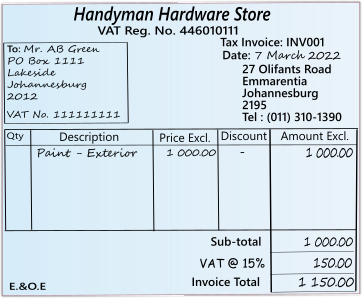 Handyman Hardware Store
VAT Reg. No. 446010111
Tax Invoice: INV001
Date: 7 March 2022
27 Olifants Road
Emmarentia
Johannesburg
2195
Tel : (011) 310-1390
To: Mr. AB Green
PO Box 1111
Lakeside
Johannesburg
2012
VAT No. 111111111
Qty Description Price Excl. Discount Amount Excl.
Paint - Exterior 1 000.00 - 1 000.00
Sub-total 1 000.00
VAT @ 15% 150.00
Invoice Total 1 150.00
E.&O.E